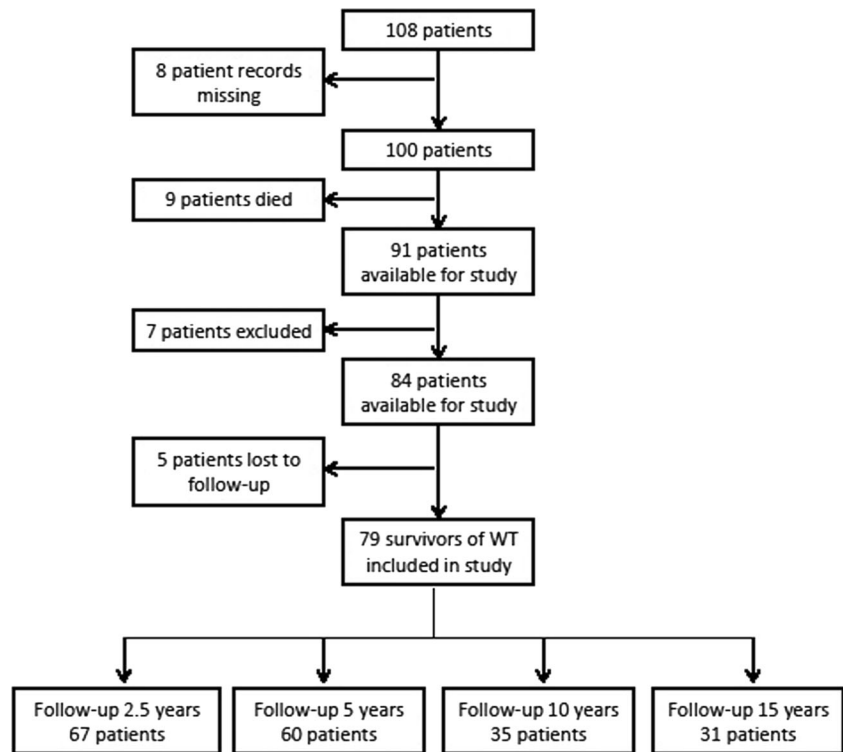 108 patients
8 patient records
missing
100 patients
9 patients died
91 patients
available for study
7 patients excluded
84 patients
available for study
5 patients lost to
follow-up
79 survivors of WT
included in study
Follow-up 2.5 years
67 patients
Follow-up 5 years
60 patients
Follow-up 10 years
35 patients
Follow-up 15 years
31 patients